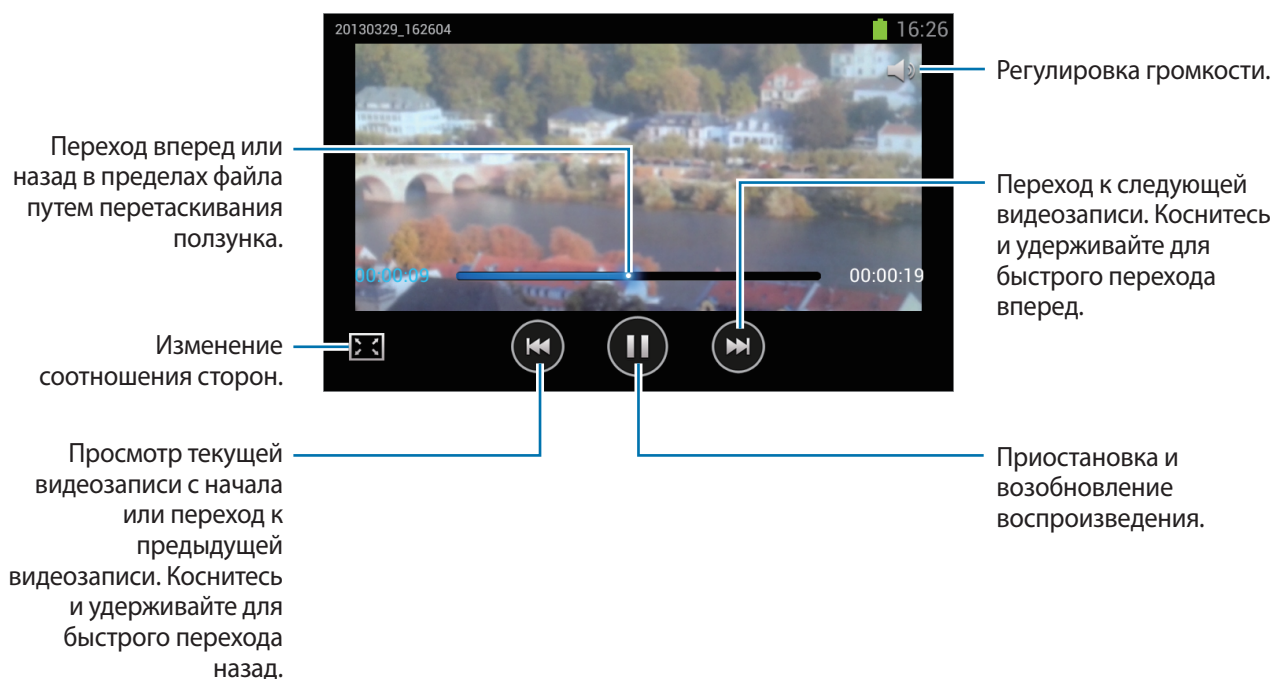 20130329_162604
16:26
Регулировка громкости.
Переход вперед или
назад в пределах файла
путем перетаскивания
ползунка.
Переход к следующей
видеозаписи. Коснитесь
и удерживайте для
быстрого перехода
вперед.
00:00:09
00:00:19
Изменение
соотношения сторон.
Просмотр текущей
видеозаписи с начала
или переход к
предыдущей
видеозаписи. Коснитесь
и удерживайте для
быстрого перехода
назад.
Приостановка и
возобновление
воспроизведения.